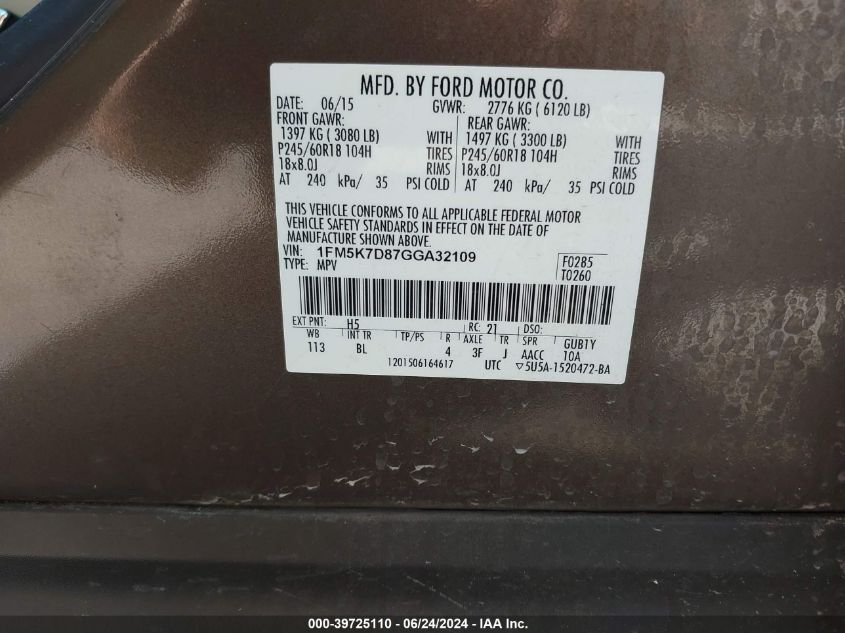 MFD. BY FORD MOTOR CO.
DATE: 06/15 GVWR: 2776 KG ( 6120 LB)
FRONT GAWR: REAR GAWR:
1397 KG ( 3080 LB) WITH 1497 KG ( 3300 LB) WITH
P245/60R18 104H TIRES P245/60R18 104H TIRES
18x8.0J RIMS 18x8.0J RIMS
AT 240 kPa/ 35 PSI COLD AT 240 kPa/ 35 PSI COLD
THIS VEHICLE CONFORMS TO ALL APPLICABLE FEDERAL MOTOR
VEHICLE SAFETY STANDARDS IN EFFECT ON THE DATE OF
MANUFACTURE SHOWN ABOVE.
VIN: 1FM5K7D87GGA32109 F0285
TYPE: MPV T0260
EXT PNT: H5 RC: 21 DSO:
WB INT TR TP/PS R AXLE TR SPR GUB1Y
113 BL 4 3F J AACC 10A
1201506164617 UTC ▽5U5A-1520472-BA
000-39725110 - 06/24/2024 - IAA Inc.